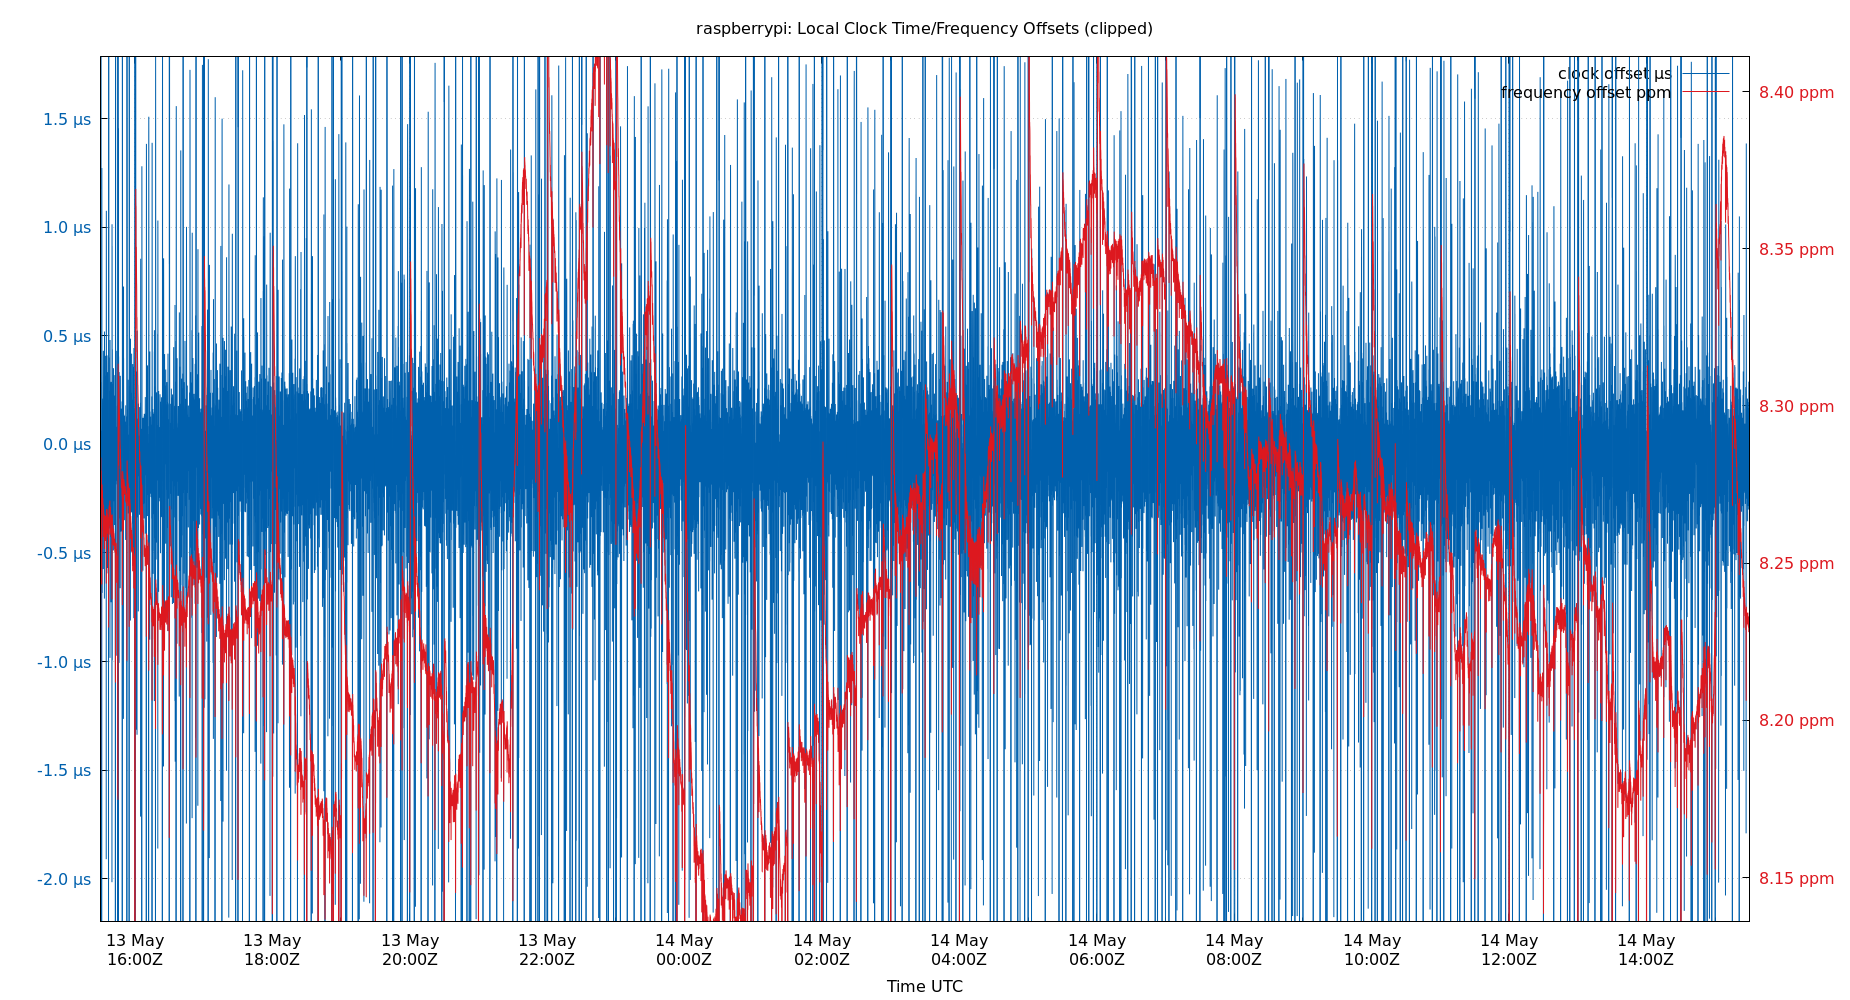 raspberrypi: Local Clock Time/Frequency Offsets (clipped)
clock offset µs
frequency offset ppm
1.5 µs
1.0 µs
0.5 µs
0.0 µs
-0.5 µs
-1.0 µs
-1.5 µs
-2.0 µs
8.40 ppm
8.35 ppm
8.30 ppm
8.25 ppm
8.20 ppm
8.15 ppm
13 May
16:00Z
13 May
18:00Z
13 May
20:00Z
13 May
22:00Z
14 May
00:00Z
14 May
02:00Z
14 May
04:00Z
14 May
06:00Z
14 May
08:00Z
14 May
10:00Z
14 May
12:00Z
14 May
14:00Z
Time UTC